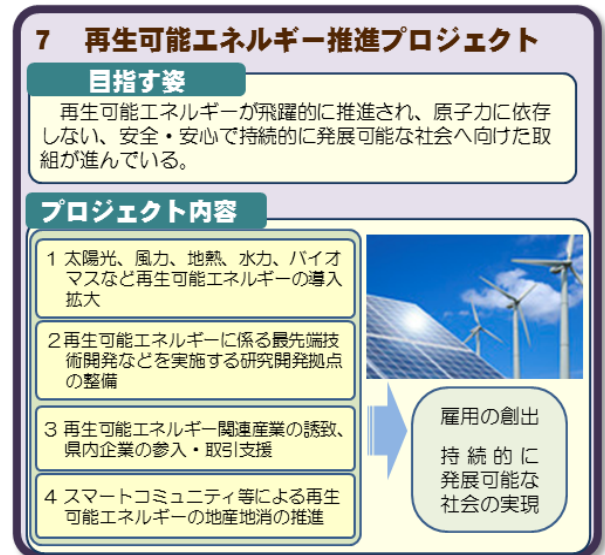 7 再生可能エネルギー推進プロジェクト
目指す姿
再生可能エネルギーが飛躍的に推進され、原子力に依存
しない、安全・安心で持続的に発展可能な社会へ向けた取
組が進んでいる。
プロジェクト内容
1 太陽光、風力、地熱、水力、バイオ
マスなど再生可能エネルギーの導入
拡大
2 再生可能エネルギーに係る最先端技
術開発などを実施する研究開発拠点
の整備
3 再生可能エネルギー関連産業の誘致、
県内企業の参入・取引支援
4 スマートコミュニティ等による再生
可能エネルギーの地産地消の推進
雇用の創出
持続的に
発展可能な
社会の実現